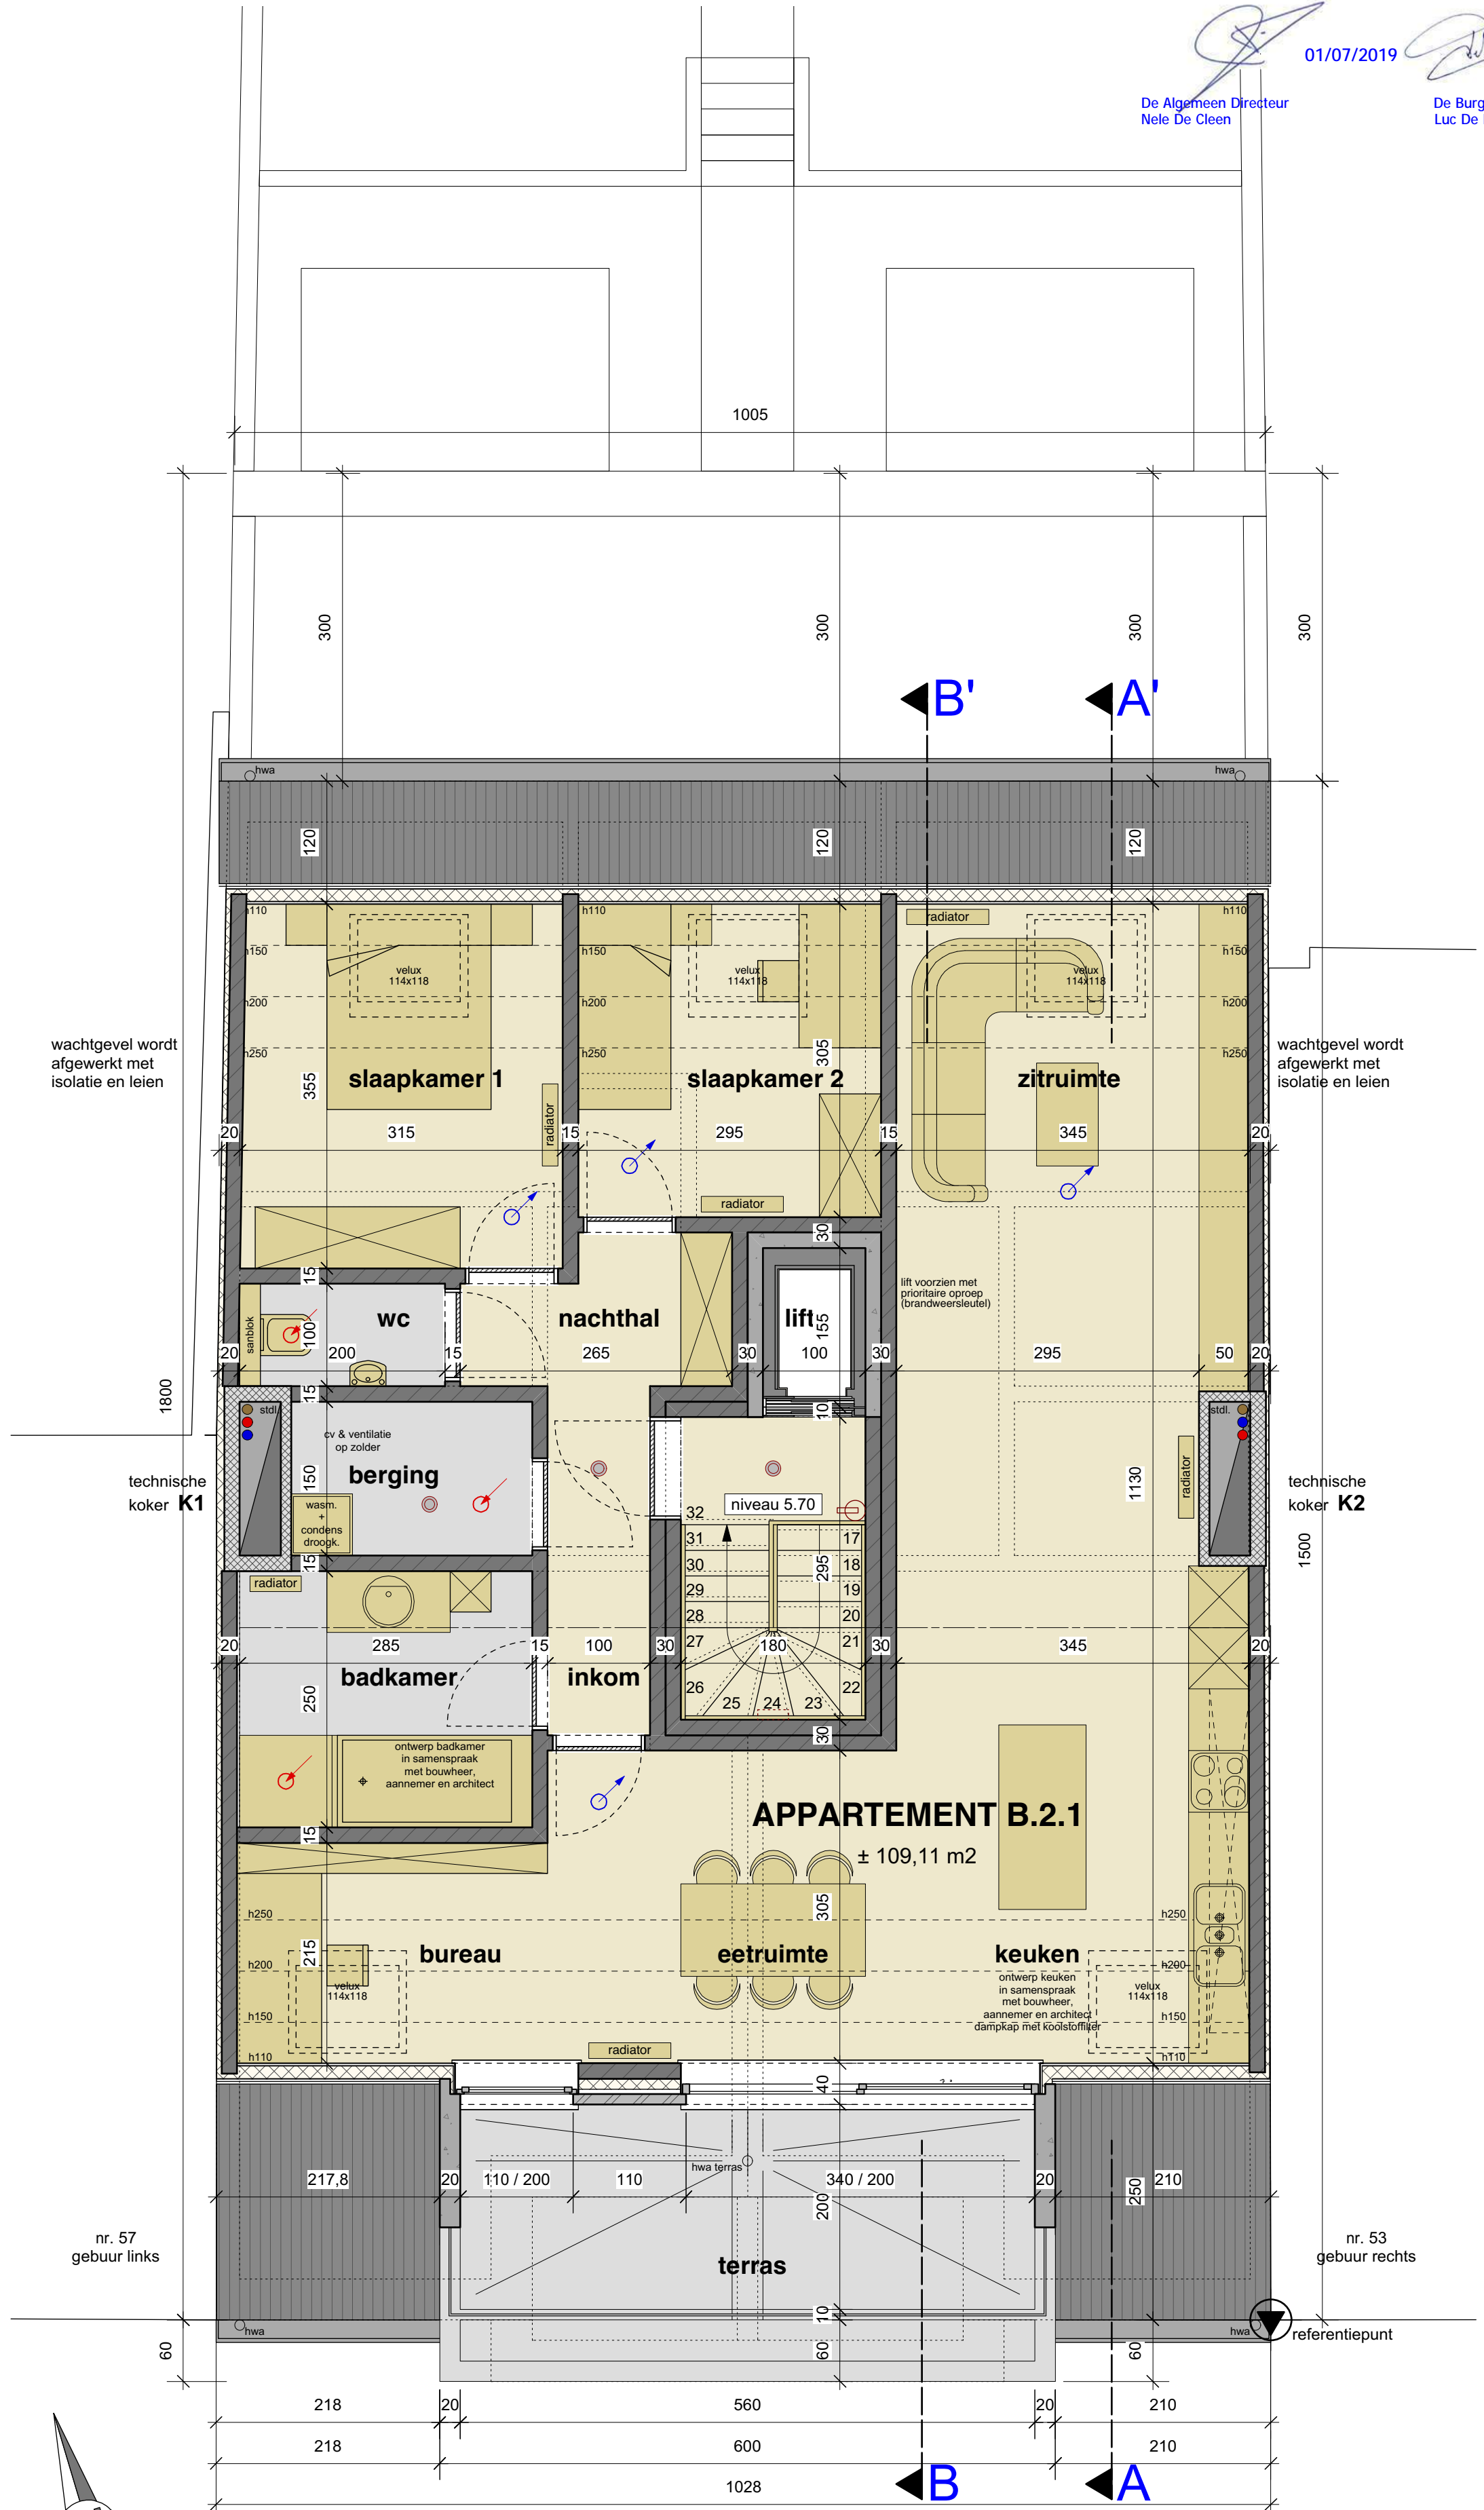 01/07/2019
De Algemeen Directeur
Nele De Cleen
De Burg
Luc De
1005
300
300
300
300
B'
A'
hwa
hwa
120
120
120
h110
h110
radiator
h110
h150
h150
h150
velux
114x118
velux
114x118
velux
114x118
h200
h200
h200
h250
h250
h250
wachtgevel wordt
afgewerkt met
isolatie en leien
wachtgevel wordt
afgewerkt met
isolatie en leien
305
355
slaapkamer 1
slaapkamer 2
zitruimte
radiator
20
315
15
295
15
345
20
radiator
30
15
lift voorzien met
prioritaire oproep
(brandweersleutel)
sanblok
wc
nachthal
lift
155
100
20
200
15
265
30
100
30
295
50
20
1800
15
10
stdl.
stdl.
cv & ventilatie
op zolder
berging
150
technische
koker K1
wasm.
+
condens
droogk.
niveau 5.70
1130
radiator
technische
koker K2
1500
32
31
30
29
28
27
26
25
24
23
22
21
20
19
18
17
295
15
radiator
20
285
15
100
30
180
30
345
20
badkamer
inkom
250
30
ontwerp badkamer
in samenspraak
met bouwheer,
aannemer en architect
15
APPARTEMENT B.2.1
± 109,11 m2
305
h250
h250
215
bureau
eetruimte
keuken
h200
h200
ontwerp keuken
in samenspraak
met bouwheer,
aannemer en architect
dampkap met koolstoffilter
velux
114x118
velux
114x118
h150
h150
radiator
h110
h110
40
hwa terras
217,8
20
110 / 200
110
340 / 200
20
210
200
250
nr. 57
gebuur links
nr. 53
gebuur rechts
terras
10
hwa
hwa
referentiepunt
60
60
60
218
20
560
20
210
218
600
210
B
A
1028